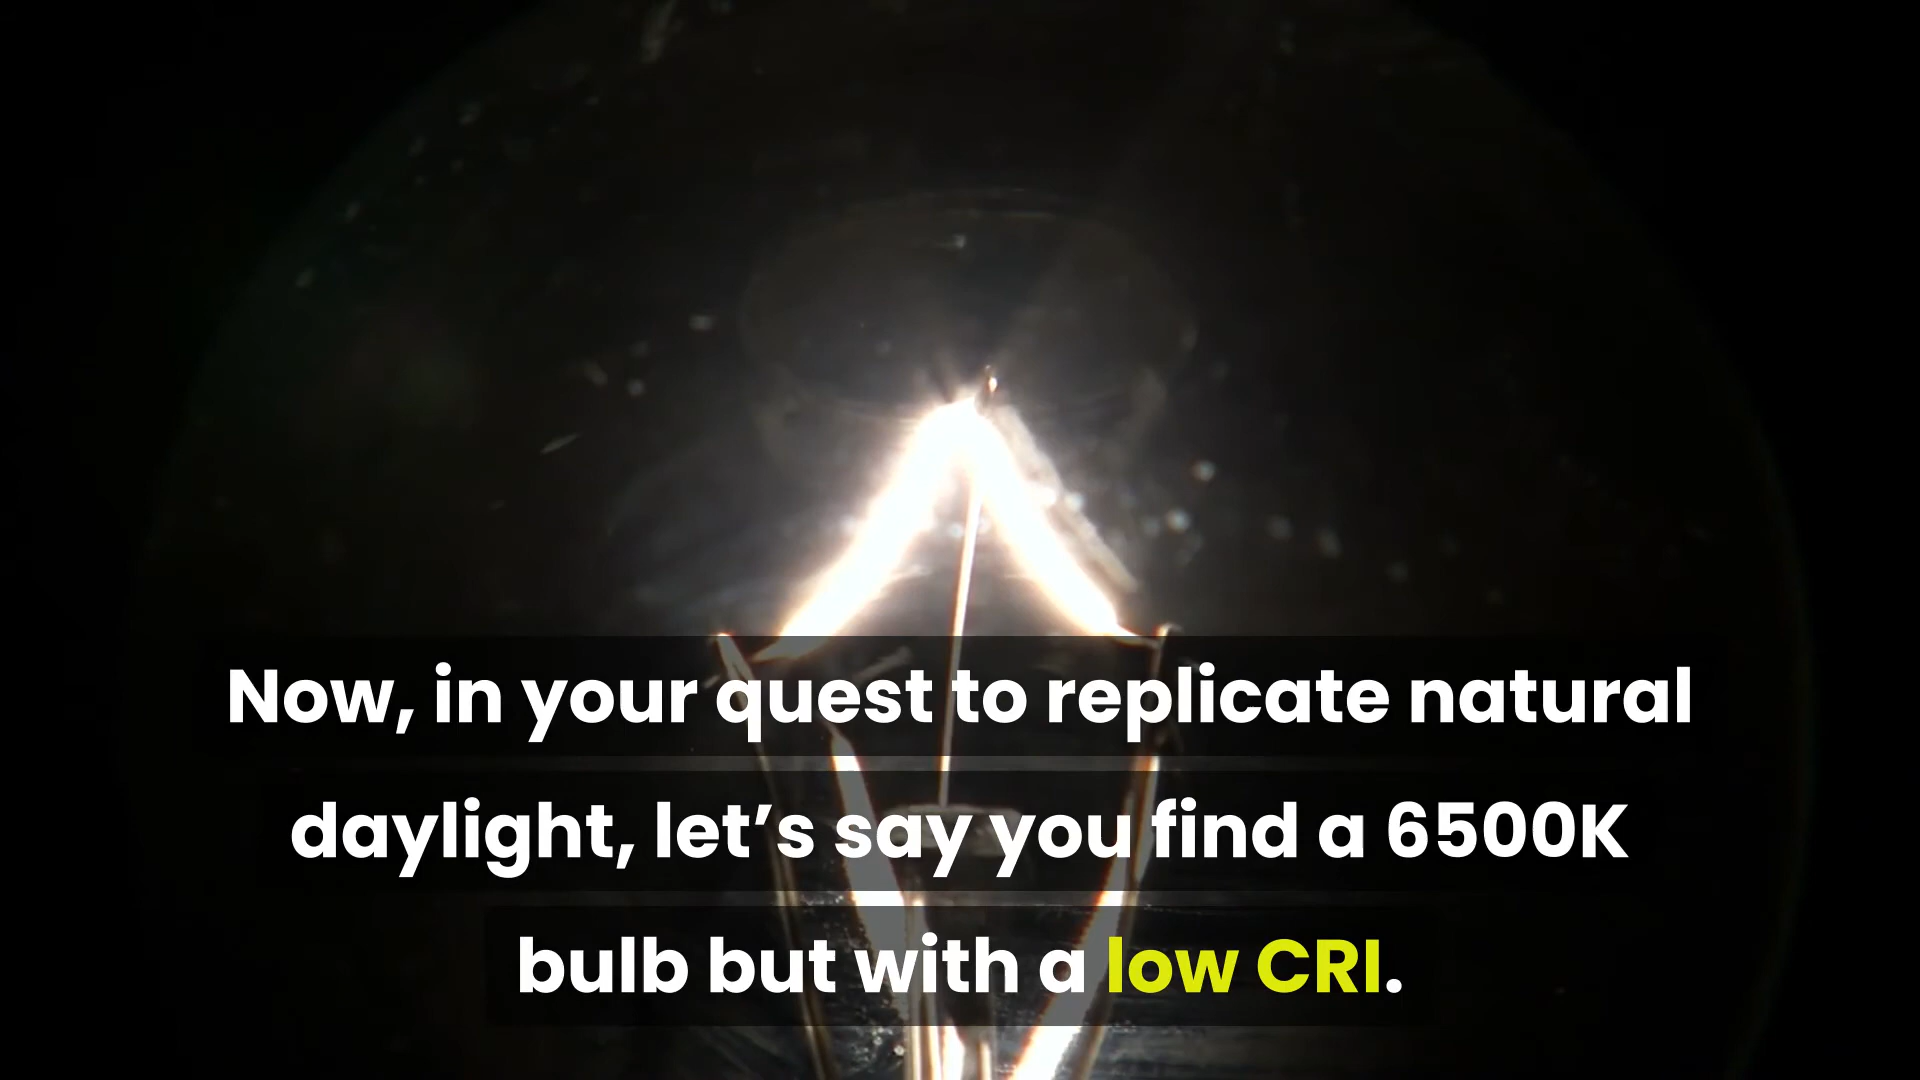 Now, in your quest to replicate natural
daylight, let’s say you find a 6500K
bulb but with a low CRI.